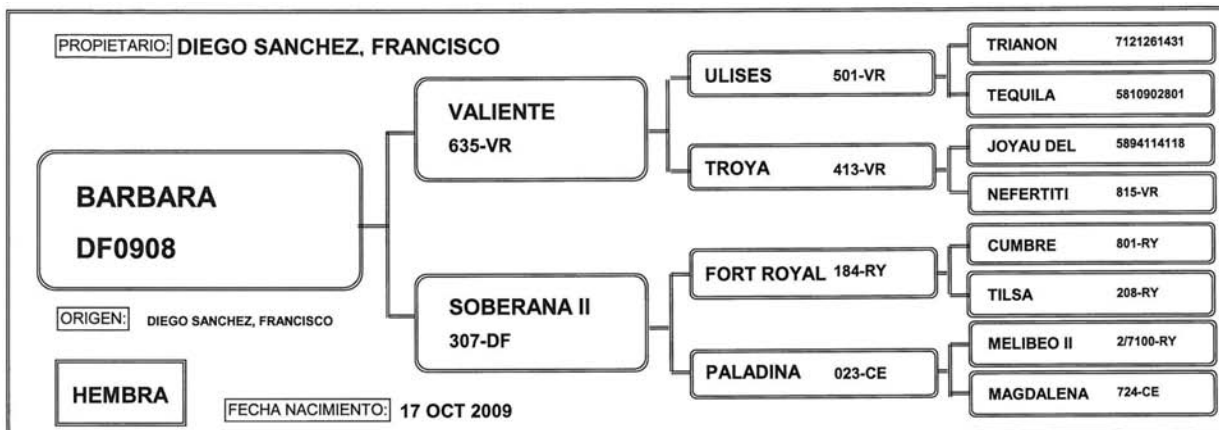 PROPIETARIO: DIEGO SANCHEZ, FRANCISCO
BARBARA
DF0908
ORIGEN: DIEGO SANCHEZ, FRANCISCO
HEMBRA
FECHA NACIMIENTO: 17 OCT 2009
VALIENTE
635-VR
SOBERANA II
307-DF
ULISES 501-VR
TROYA 413-VR
FORT ROYAL 184-RY
PALADINA 023-CE
TRIANON 7121261431
TEQUILA 5810902801
JOYAU DEL 5894114118
NEFERTITI 815-VR
CUMBRE 801-RY
TILSA 208-RY
MELIBEO II 2/7100-RY
MAGDALENA 724-CE